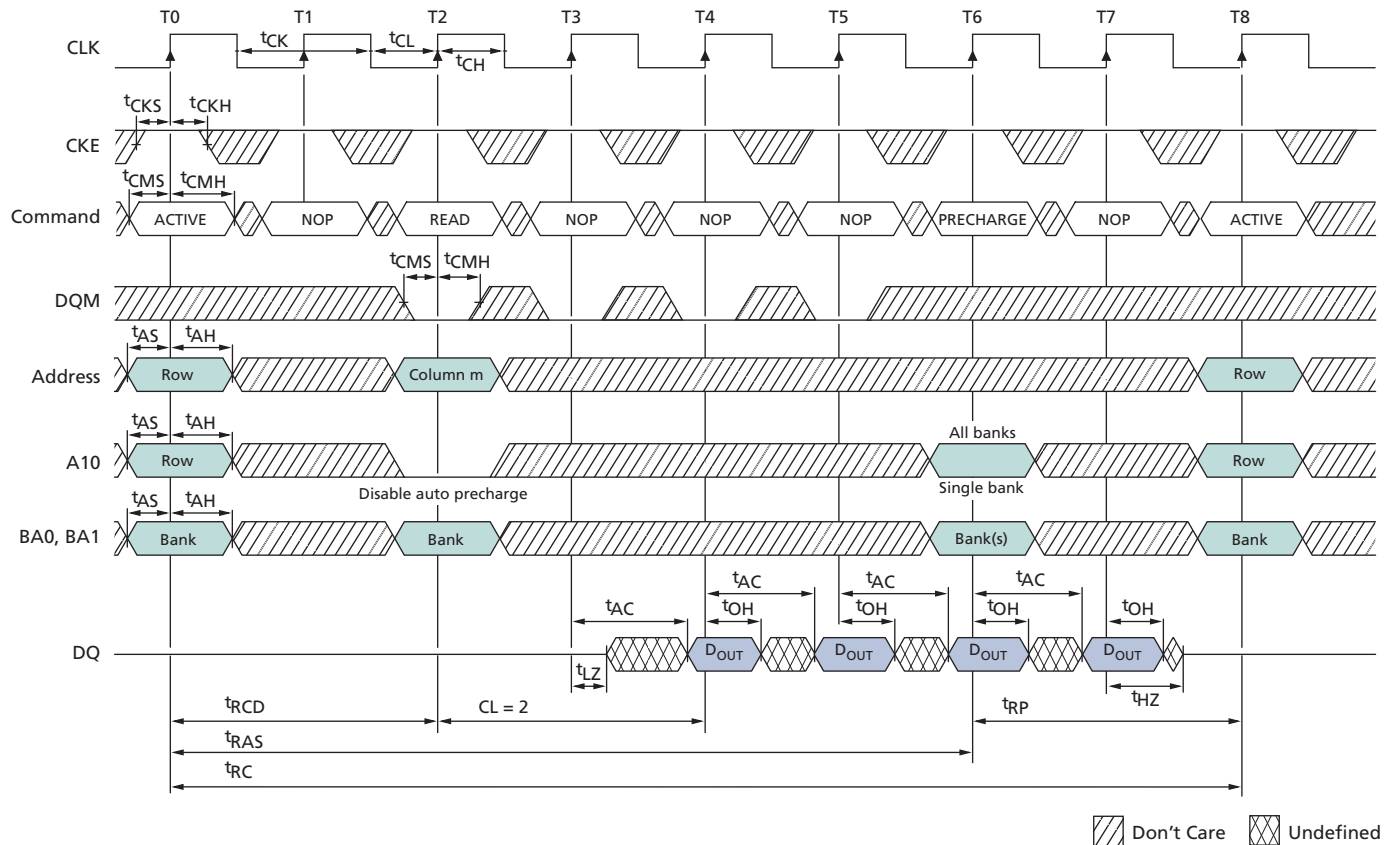 T0 T1 T2 T3 T4 T5 T6 T7 T8
CLK
tCK tCL
tCH
tCKS tCKH
CKE
tCMS tCMH
Command ACTIVE NOP READ NOP NOP NOP PRECHARGE NOP ACTIVE
tCMS tCMH
DQM
tAS tAH
Address Row Column m Row
tAS tAH
All banks
A10 Row Row
Disable auto precharge Single bank
tAS tAH
BA0, BA1 Bank Bank Bank(s) Bank
tAC tAC tAC
tAC tOH tOH tOH tOH
DQ DOUT DOUT DOUT DOUT
tLZ tHZ
tRCD CL = 2 tRP
tRAS
tRC
Don't Care Undefined